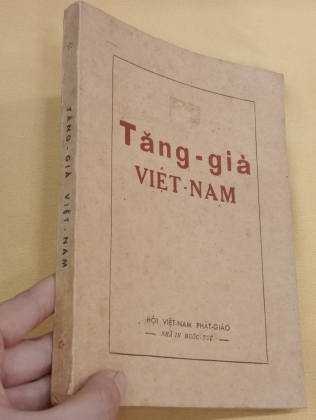 Tăng-già
VIỆT-NAM
HỘI VIỆT-NAM PHẬT-GIÁO
NHÀ IN ĐUỐC-TUỆ
TĂNG-GIÀ VIỆT-NAM